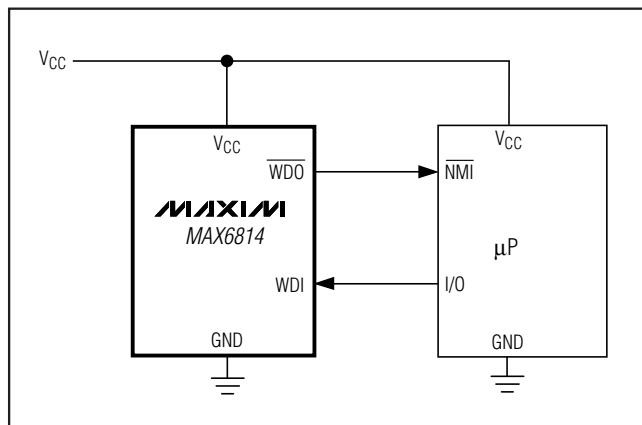 VCC
VCC
WDO
MAXIM
MAX6814
WDI
GND
VCC
NMI
µP
I/O
GND